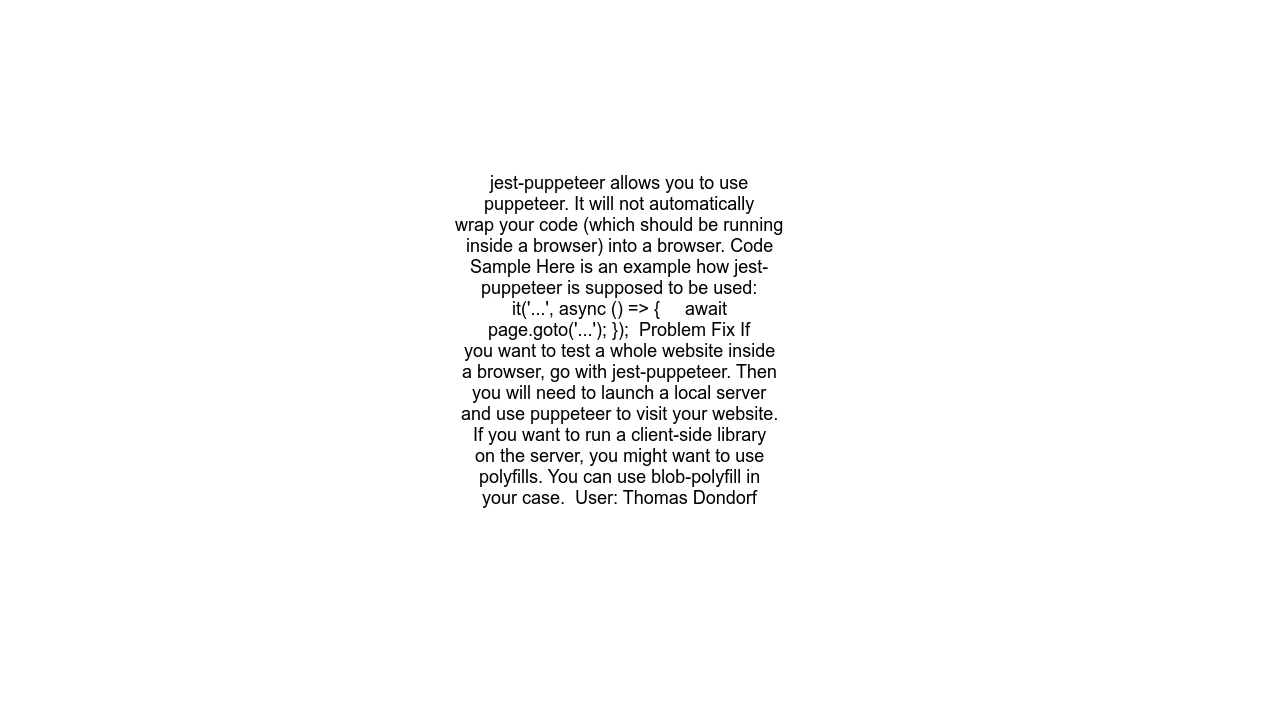 jest-puppeteer allows you to use
puppeteer. It will not automatically
wrap your code (which should be running
inside a browser) into a browser. Code
Sample Here is an example how jest-
puppeteer is supposed to be used:
it('...', async () => {     await
page.goto('...'); });  Problem Fix If
you want to test a whole website inside
a browser, go with jest-puppeteer. Then
you will need to launch a local server
and use puppeteer to visit your website.
If you want to run a client-side library
on the server, you might want to use
polyfills. You can use blob-polyfill in
your case.  User: Thomas Dondorf